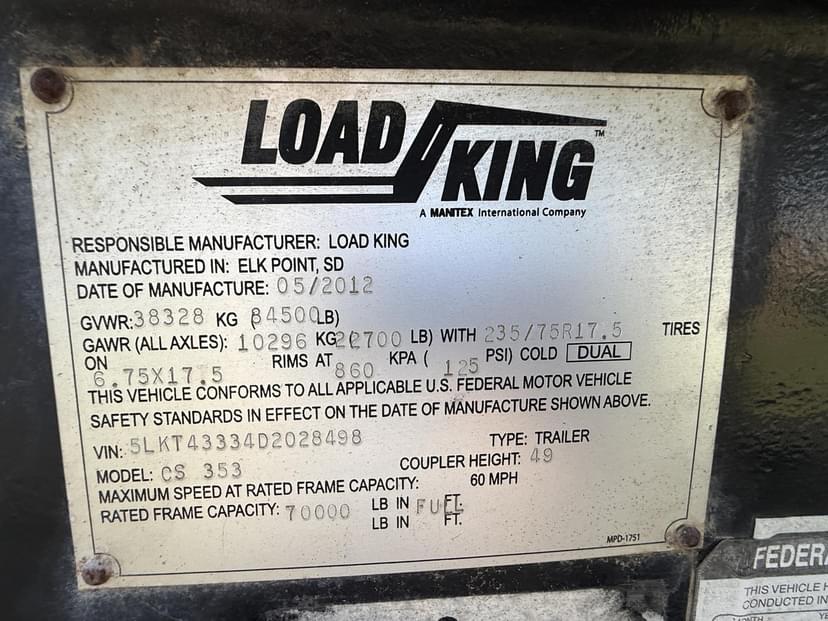 LOAD KING™
A MANITEX International Company
RESPONSIBLE MANUFACTURER: LOAD KING
MANUFACTURED IN: ELK POINT, SD
DATE OF MANUFACTURE: 05/2012
GVWR: 38328 KG (84500 LB)
GAWR (ALL AXLES): 10296 KG (22700 LB) WITH 235/75R17.5 TIRES
ON 6.75X17.5 RIMS AT 860 KPA ( 125 PSI) COLD DUAL
THIS VEHICLE CONFORMS TO ALL APPLICABLE U.S. FEDERAL MOTOR VEHICLE
SAFETY STANDARDS IN EFFECT ON THE DATE OF MANUFACTURE SHOWN ABOVE.
VIN: 5LKT43334D2028498 TYPE: TRAILER
MODEL: CS 353 COUPLER HEIGHT: 49
MAXIMUM SPEED AT RATED FRAME CAPACITY: 60 MPH
RATED FRAME CAPACITY: 70000 LB IN FULL FT.
LB IN FT.
MPD-1751
FEDERA
THIS VEHICLE H
CONDUCTED IN
MONTH YE